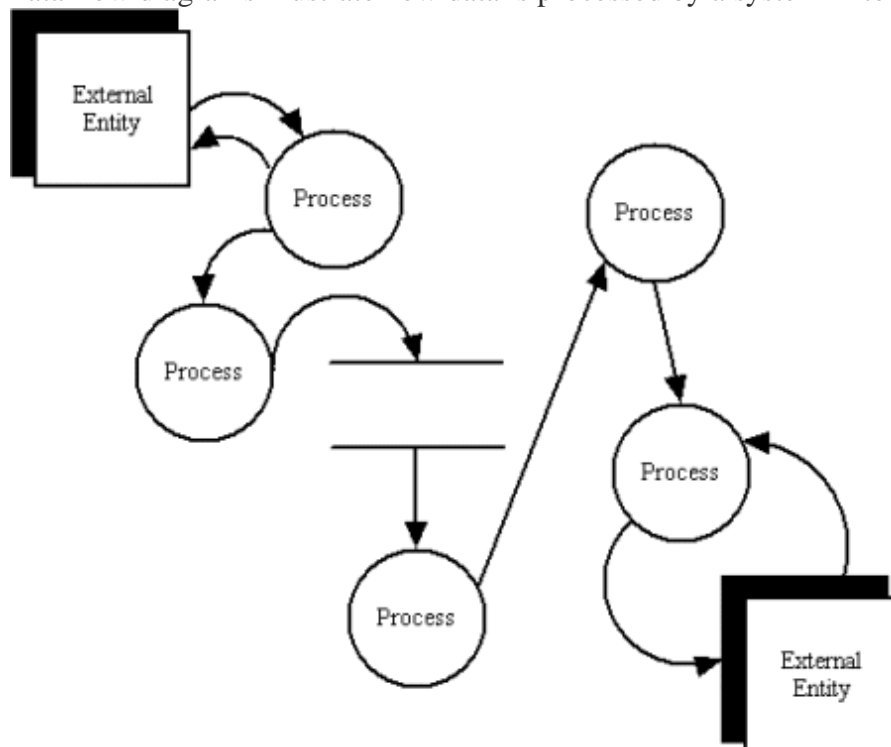 External
Entity
Process
Process
Process
Process
Process
External
Entity